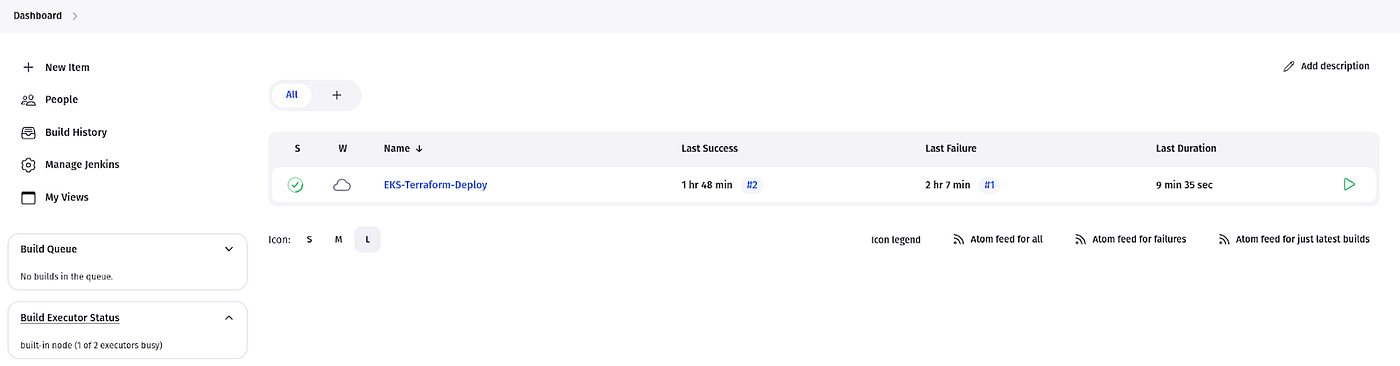 Dashboard
New Item
People
Build History
Manage Jenkins
My Views
Build Queue
No builds in the queue.
Build Executor Status
built-in node (1 of 2 executors busy)
Add description
All
S W Name ↓ Last Success Last Failure Last Duration
EKS-Terraform-Deploy 1 hr 48 min #2 2 hr 7 min #1 9 min 35 sec
Icon: S M L
Icon legend Atom feed for all Atom feed for failures Atom feed for just latest builds